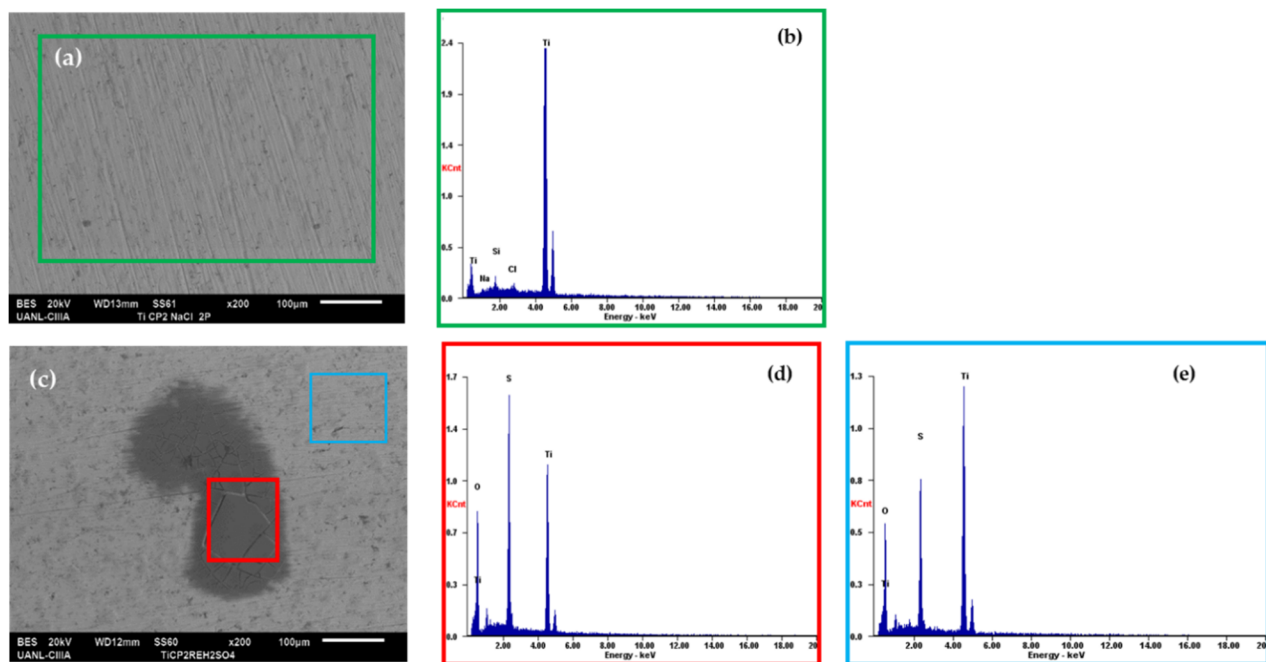 (a)
BES 20kV WD13mm SS61 x200 100µm
UANL-CIIIA Ti CP2 NaCl 2P
(b)
2.4
1.9
1.4
KCnt
1.0
0.5
0.0
Ti
Na
Si
Cl
Ti
2.00 4.00 6.00 8.00 10.00 12.00 14.00 16.00 18.00 20
Energy - keV
(c)
BES 20kV WD12mm SS60 x200 100µm
UANL-CIIIA TiCP2REH2SO4
(d)
1.7
1.4
1.0
KCnt
0.7
0.3
0.0
O
Ti
S
Ti
2.00 4.00 6.00 8.00 10.00 12.00 14.00 16.00 18.00 20
Energy - keV
(e)
1.3
1.0
0.8
KCnt
0.5
0.3
0.0
O
Ti
S
Ti
2.00 4.00 6.00 8.00 10.00 12.00 14.00 16.00 18.00 20
Energy - keV